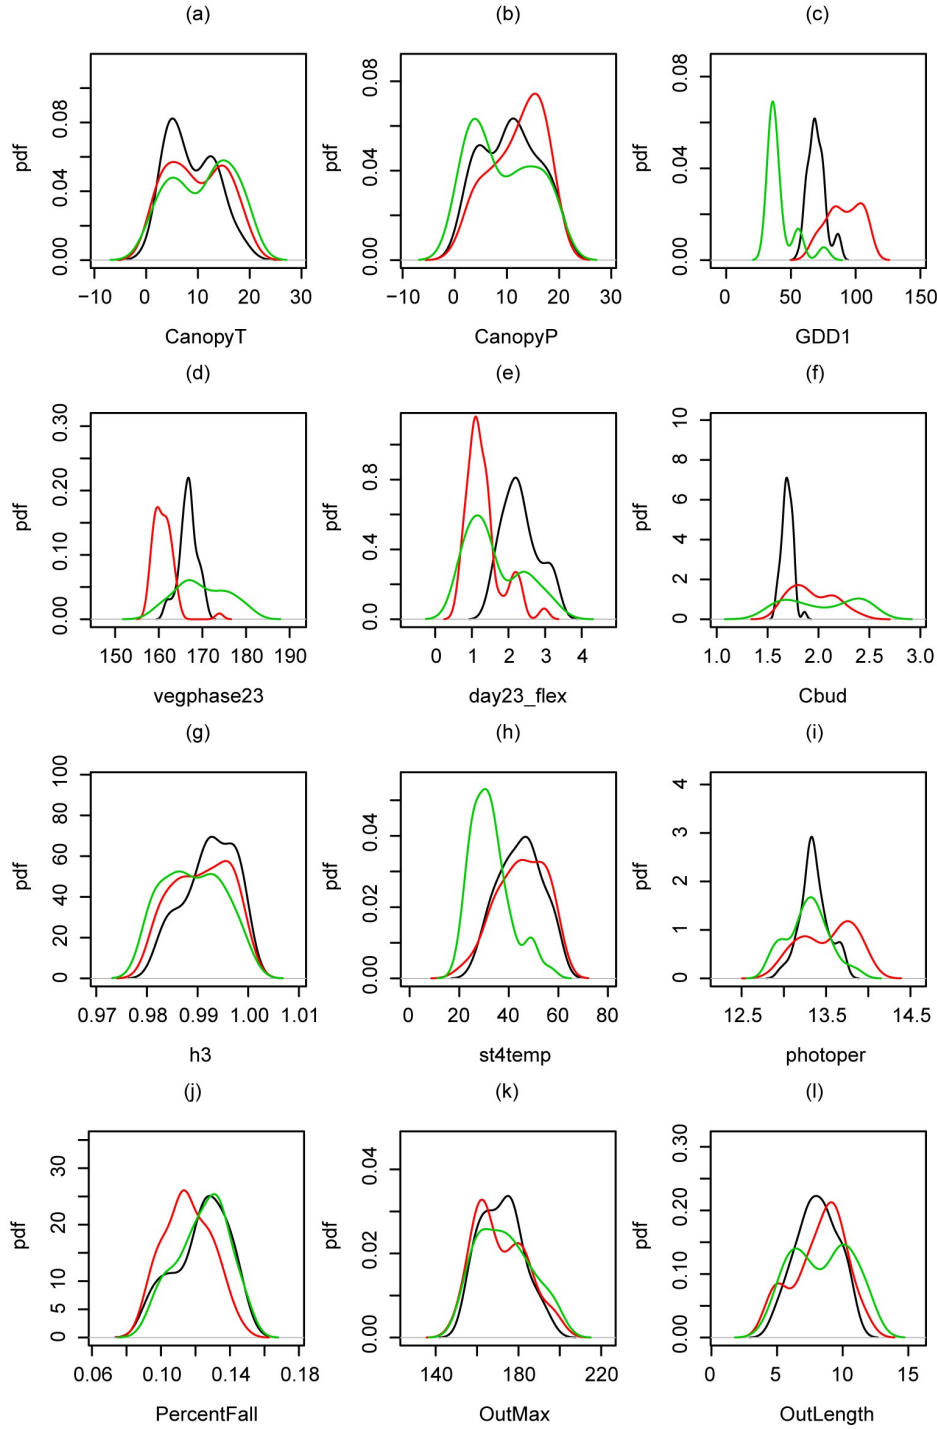 (a) (b) (c)
pdf 0.00 0.04 0.08
−10 0 10 20 30
CanopyT
pdf 0.00 0.04 0.08
−10 0 10 20 30
CanopyP
pdf 0.00 0.04 0.08
0 50 100 150
GDD1
(d) (e) (f)
pdf 0.00 0.10 0.20 0.30
150 160 170 180 190
vegphase23
pdf 0.0 0.4 0.8
0 1 2 3 4
day23_flex
pdf 0 2 4 6 8 10
1.0 1.5 2.0 2.5 3.0
Cbud
(g) (h) (i)
pdf 0 20 40 60 80 100
0.97 0.98 0.99 1.00 1.01
h3
pdf 0.00 0.02 0.04
0 20 40 60 80
st4temp
pdf 0 1 2 3 4
12.5 13.5 14.5
photoper
(j) (k) (l)
pdf 0 5 10 20 30
0.06 0.10 0.14 0.18
PercentFall
pdf 0.00 0.02 0.04
140 180 220
OutMax
pdf 0.00 0.10 0.20 0.30
0 5 10 15
OutLength